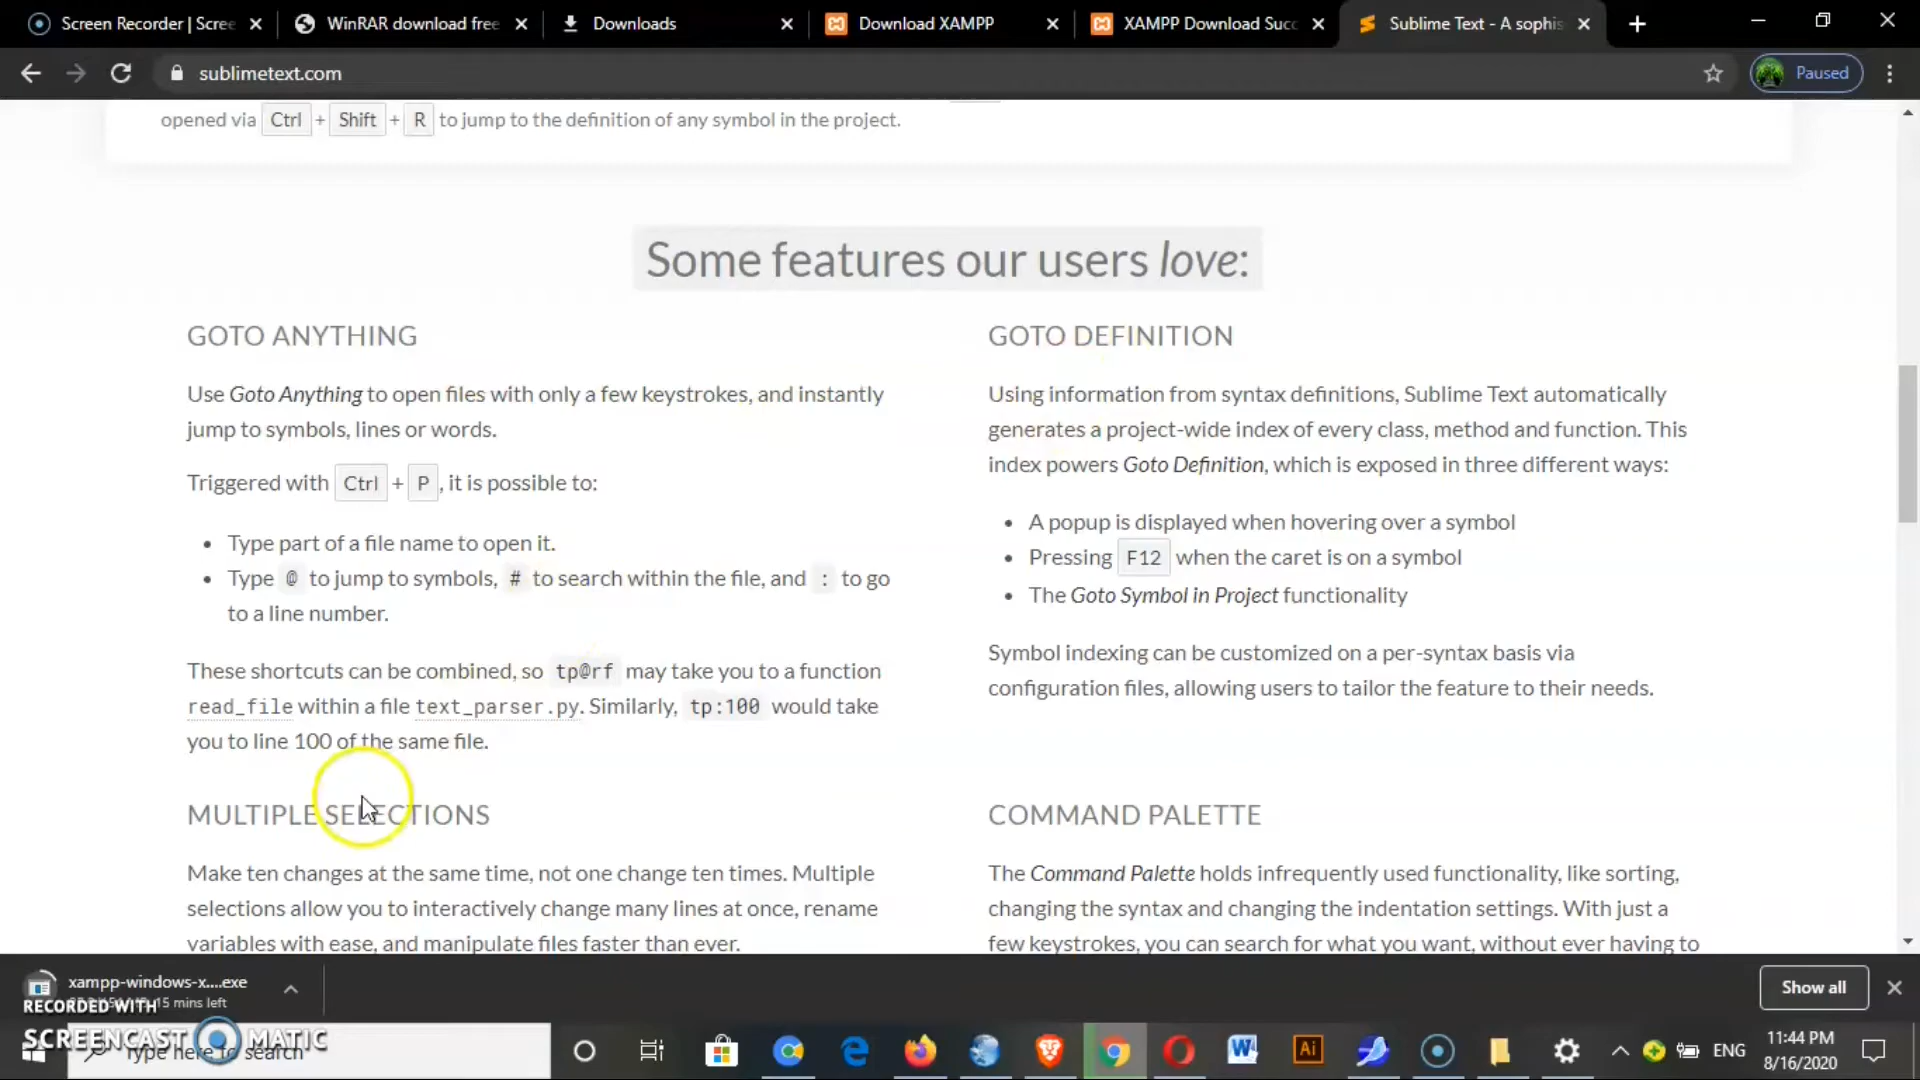 Screen Recorder | Scree
WinRAR download free
Downloads
Download XAMPP
XAMPP Download Succ
Sublime Text - A sophis
sublimetext.com
Paused
opened via Ctrl + Shift + R to jump to the definition of any symbol in the project.
Some features our users love:
GOTO ANYTHING
Use Goto Anything to open files with only a few keystrokes, and instantly
jump to symbols, lines or words.
Triggered with Ctrl + P, it is possible to:
• Type part of a file name to open it.
• Type @ to jump to symbols, # to search within the file, and : to go
to a line number.
These shortcuts can be combined, so tp@rf may take you to a function
read_file within a file text_parser.py. Similarly, tp:100 would take
you to line 100 of the same file.
GOTO DEFINITION
Using information from syntax definitions, Sublime Text automatically
generates a project-wide index of every class, method and function. This
index powers Goto Definition, which is exposed in three different ways:
• A popup is displayed when hovering over a symbol
• Pressing F12 when the caret is on a symbol
• The Goto Symbol in Project functionality
Symbol indexing can be customized on a per-syntax basis via
configuration files, allowing users to tailor the feature to their needs.
MULTIPLE SELECTIONS
Make ten changes at the same time, not one change ten times. Multiple
selections allow you to interactively change many lines at once, rename
variables with ease, and manipulate files faster than ever.
COMMAND PALETTE
The Command Palette holds infrequently used functionality, like sorting,
changing the syntax and changing the indentation settings. With just a
few keystrokes, you can search for what you want, without ever having to
xampp-windows-x....exe
15 mins left
Show all
RECORDED WITH
SCREENCAST MATIC
Type here to search
W
Ai
ENG
11:44 PM
8/16/2020